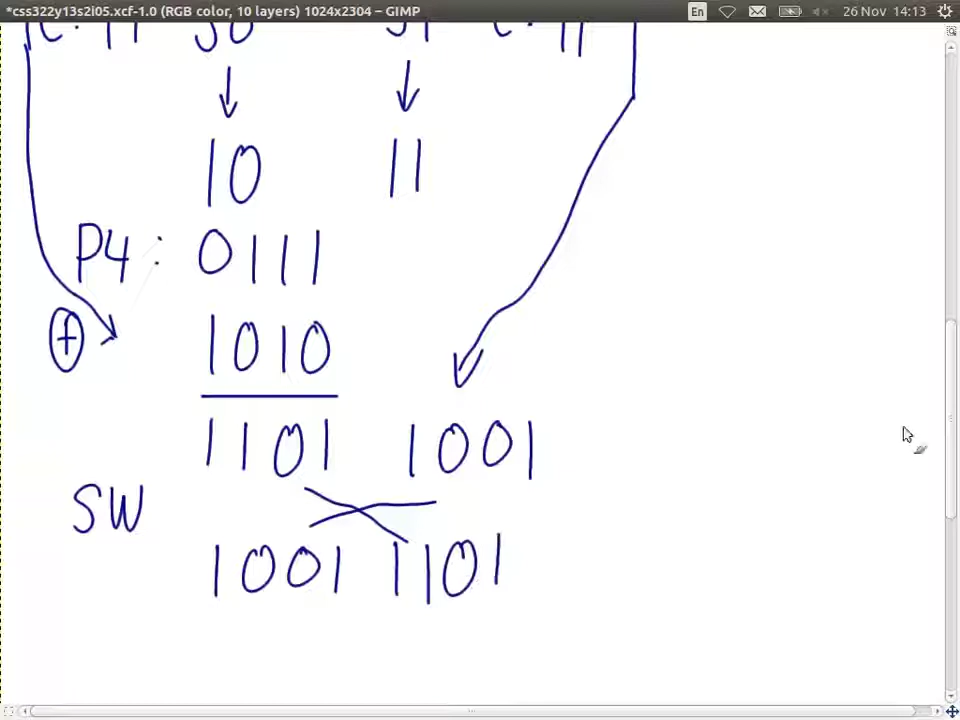 *css322y13s2i05.xcf-1.0 (RGB color, 10 layers) 1024x2304 – GIMP En 26 Nov 14:13
10 11
P4: 0111
⊕ 1010
1101 1001
SW
1001 1101